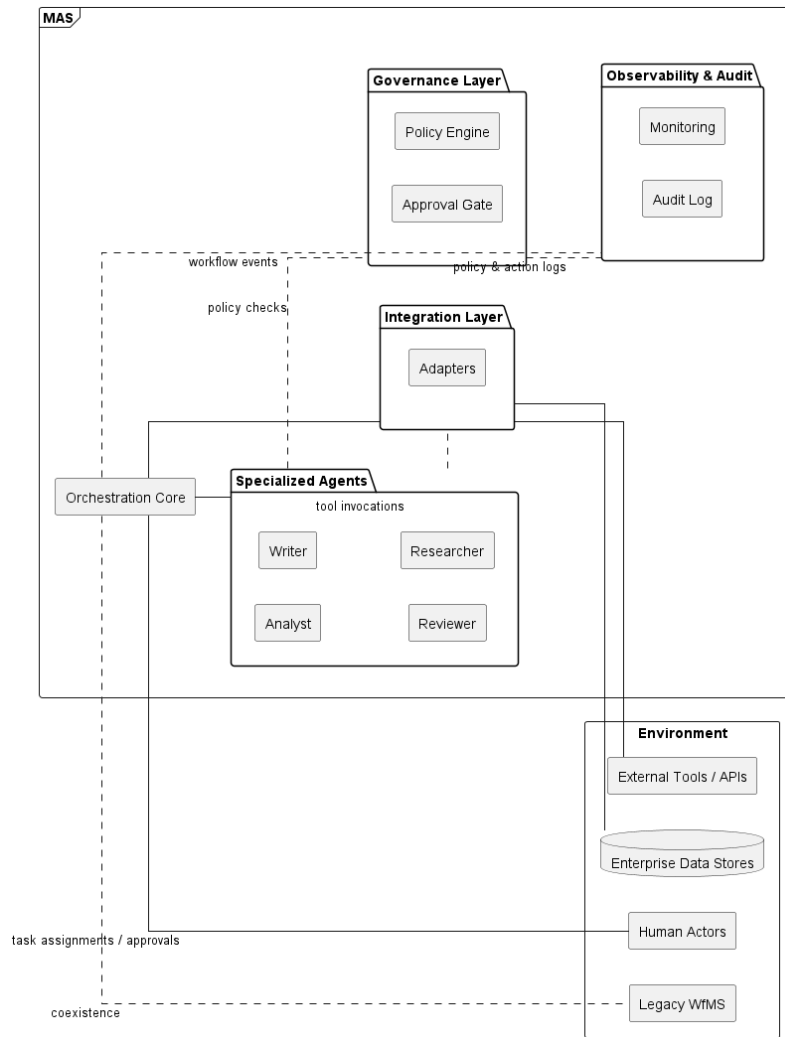 MAS
Governance Layer
Observability & Audit
Policy Engine
Monitoring
Approval Gate
Audit Log
workflow events
policy & action logs
policy checks
Integration Layer
Adapters
Specialized Agents
Orchestration Core
tool invocations
Writer
Researcher
Analyst
Reviewer
Environment
External Tools / APIs
Enterprise Data Stores
Human Actors
task assignments / approvals
Legacy WfMS
coexistence